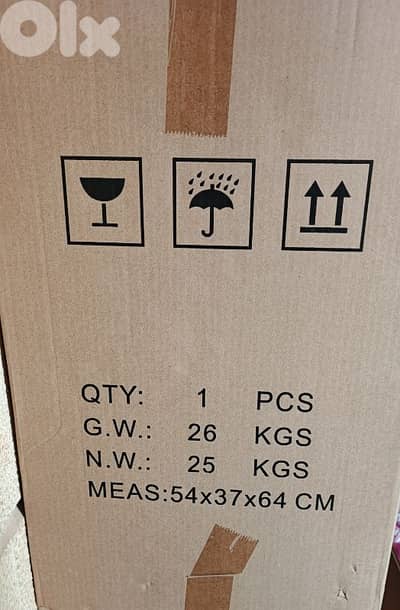 Olx
QTY: 1 PCS
G.W.: 26 KGS
N.W.: 25 KGS
MEAS:54x37x64 CM